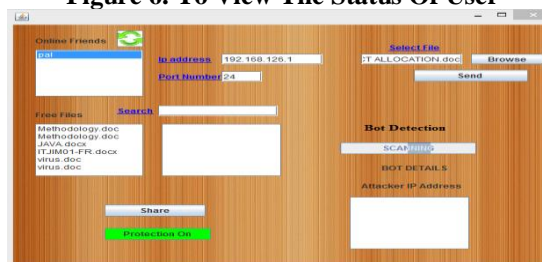 Figure 6. To View The Status Of User
Online Friends
pal
Ip address 192.168.126.1
Port Number 24
Select File
CT ALLOCATION.doc Browse
Send
Free Files
Search
Methodology.doc
Methodology.doc
JAVA.docx
ITJIM01-FR.docx
virus.doc
virus.doc
Bot Detection
SCANNING
BOT DETAILS
Attacker IP Address
Share
Protection On